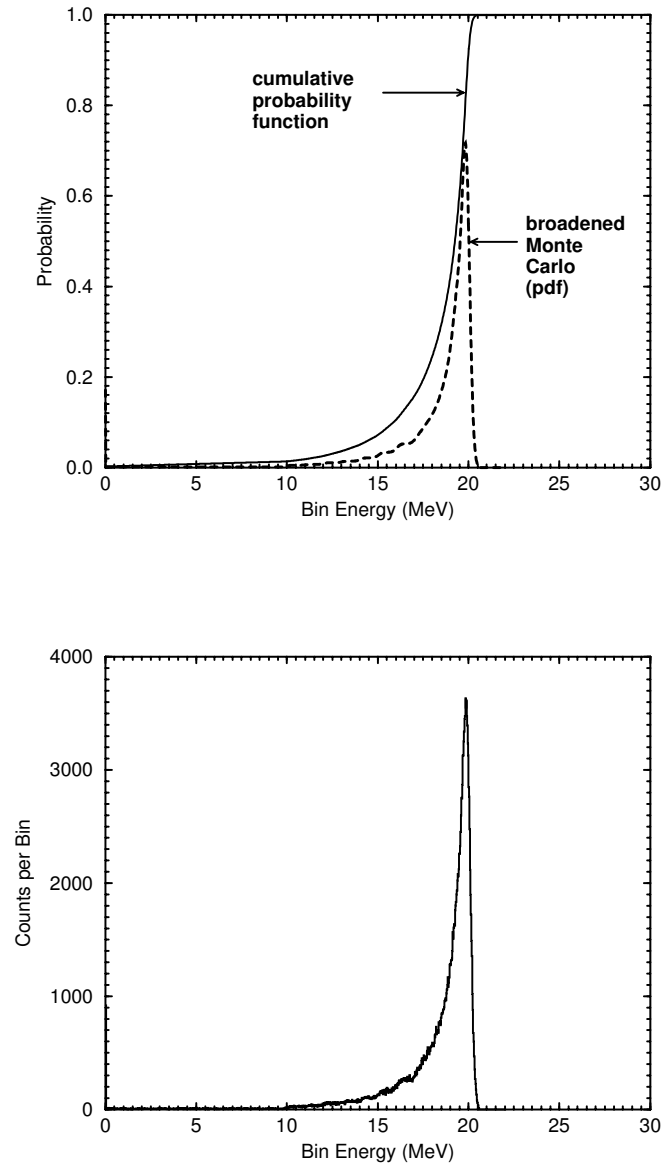 1.0
cumulative
probability
function
0.8
0.6
Probability
broadened
Monte
Carlo
(pdf)
0.4
0.2
0.0
0 5 10 15 20 25 30
Bin Energy (MeV)
4000
3000
Counts per Bin
2000
1000
0
0 5 10 15 20 25 30
Bin Energy (MeV)